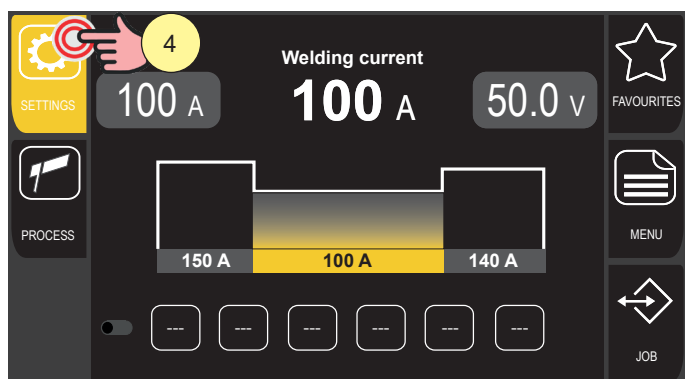 4
Welding current
SETTINGS
100 A
100 A
50.0 V
FAVOURITES
PROCESS
MENU
150 A
100 A
140 A
--- --- --- --- --- ---
JOB